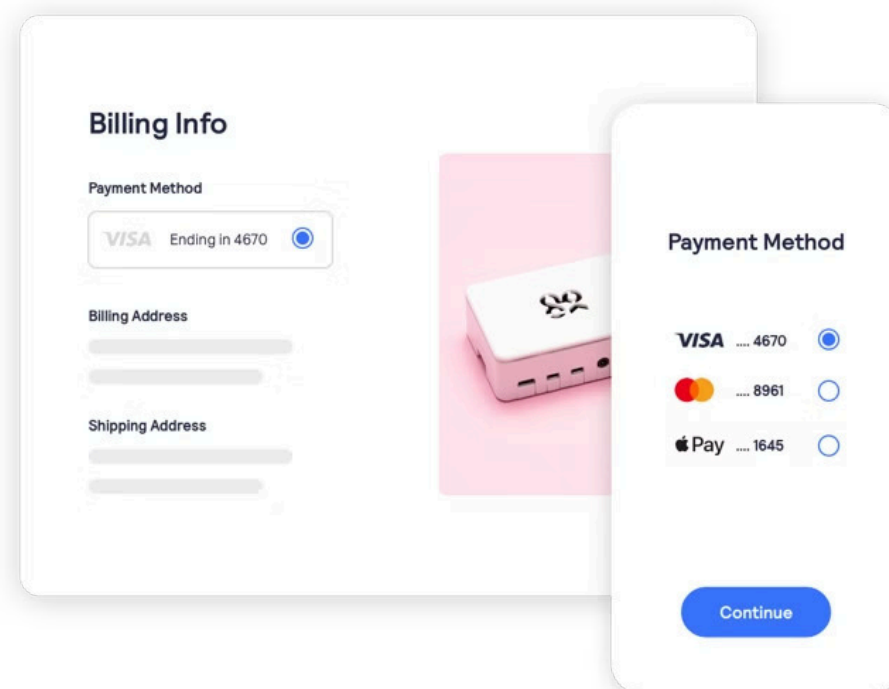 Billing Info
Payment Method
VISA Ending in 4670
Billing Address
Shipping Address
Payment Method
VISA .... 4670
.... 8961
Pay .... 1645
Continue